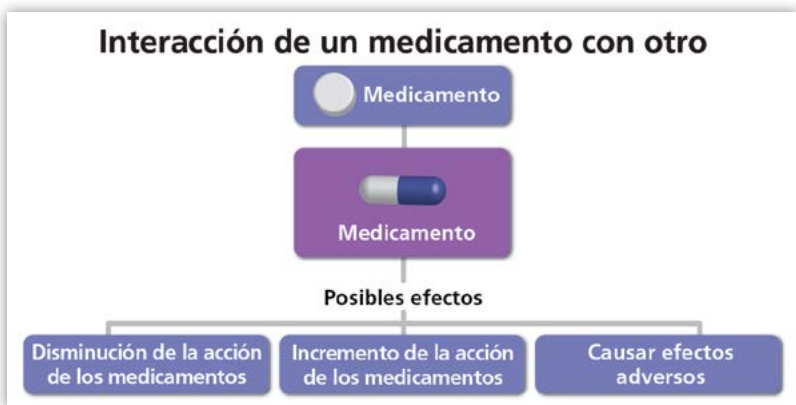 Interacción de un medicamento con otro
Medicamento
Medicamento
Posibles efectos
Disminución de la acción
de los medicamentos
Incremento de la acción
de los medicamentos
Causar efectos
adversos